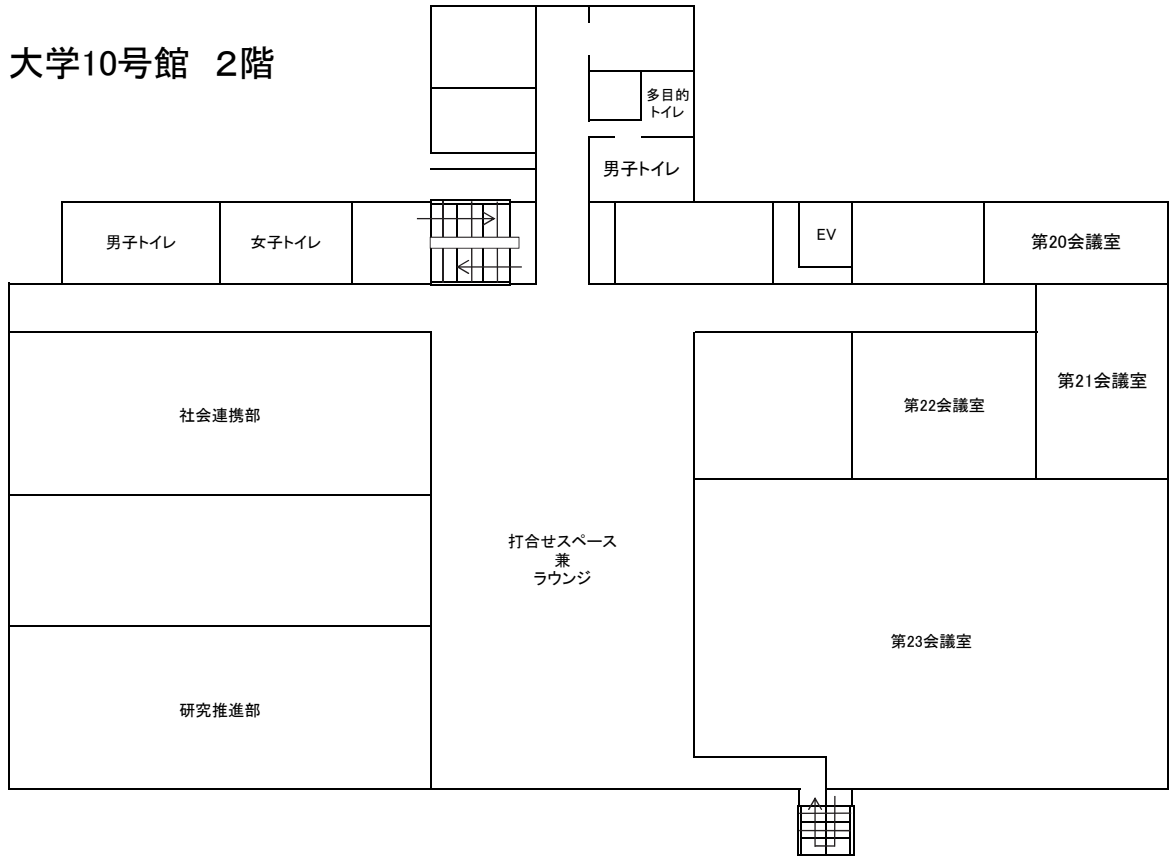 大学10号館　２階
多目的
トイレ
男子トイレ
男子トイレ
女子トイレ
EV
第20会議室
第21会議室
第22会議室
社会連携部
打合せスペース
兼
ラウンジ
第23会議室
研究推進部